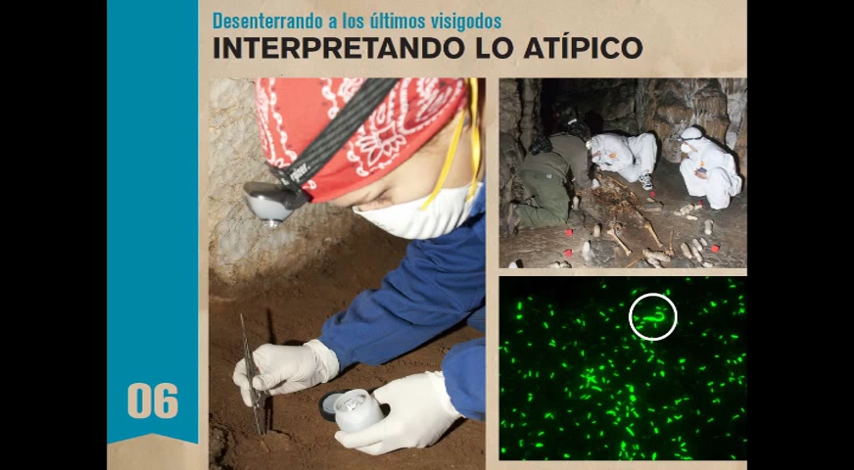 Desenterrando a los últimos visigodos
INTERPRETANDO LO ATÍPICO
06